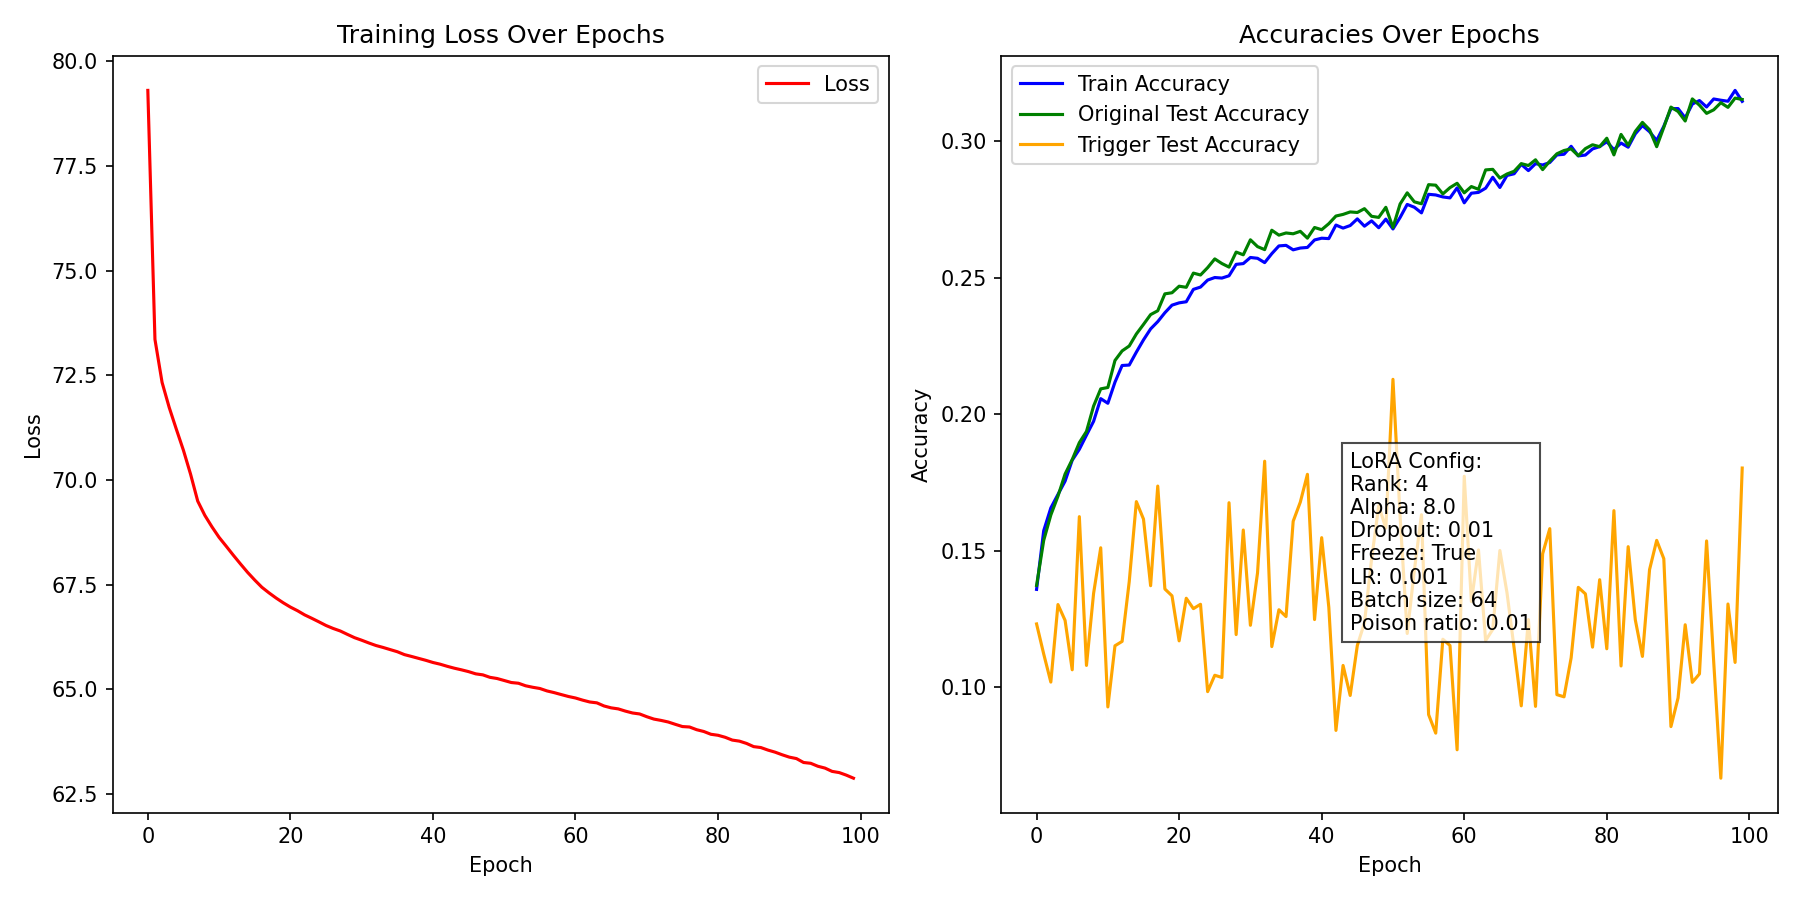 Training Loss Over Epochs
80.0
77.5
75.0
72.5
70.0
67.5
65.0
62.5
Loss
0
20
40
60
80
100
Epoch
Loss
Accuracies Over Epochs
Train Accuracy
Original Test Accuracy
Trigger Test Accuracy
0.30
0.25
0.20
0.15
0.10
Accuracy
LoRA Config:
Rank: 4
Alpha: 8.0
Dropout: 0.01
Freeze: True
LR: 0.001
Batch size: 64
Poison ratio: 0.01
0
20
40
60
80
100
Epoch